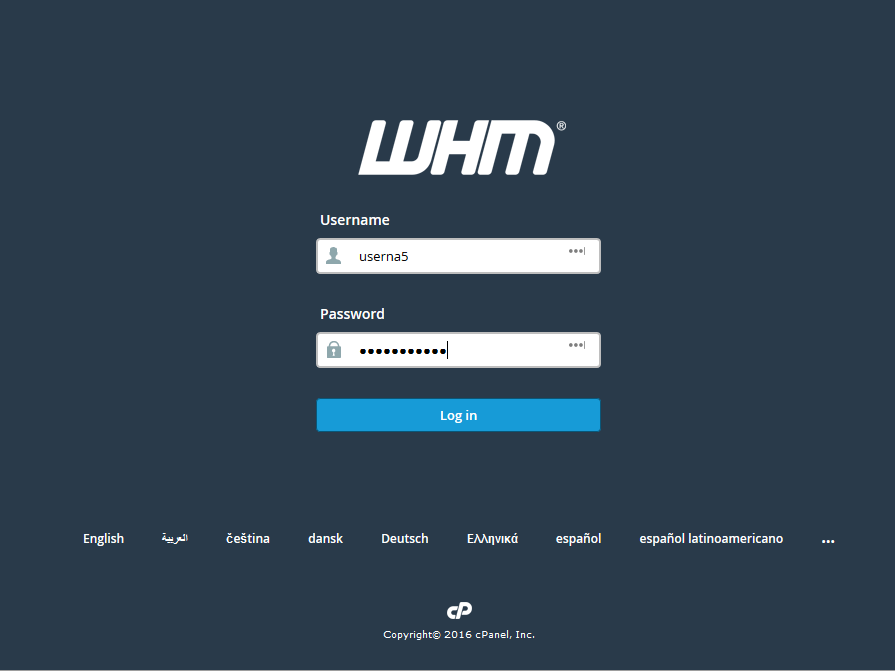 WHM®
Username
userna5
Password
•••••••••••
Log in
English العربية čeština dansk Deutsch Ελληνικά español español latinoamericano ...
cP
Copyright© 2016 cPanel, Inc.